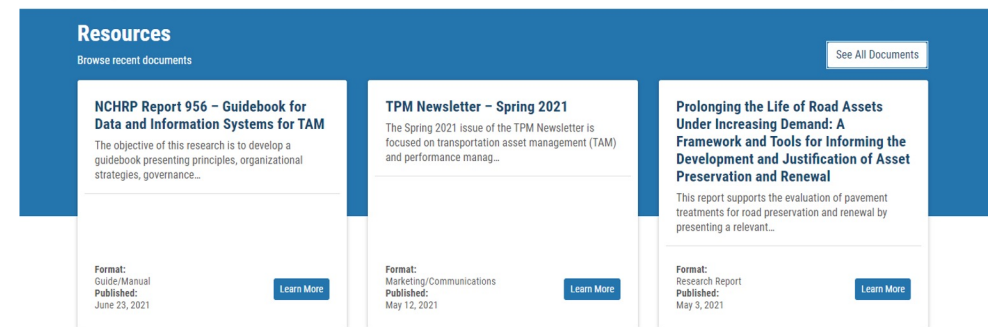 Resources
Browse recent documents
See All Documents
NCHRP Report 956 – Guidebook for
Data and Information Systems for TAM
The objective of this research is to develop a
guidebook presenting principles, organizational
strategies, governance…
Format:
Guide/Manual
Published:
June 23, 2021
Learn More
TPM Newsletter – Spring 2021
The Spring 2021 issue of the TPM Newsletter is
focused on transportation asset management (TAM)
and performance manag…
Format:
Marketing/Communications
Published:
May 12, 2021
Learn More
Prolonging the Life of Road Assets
Under Increasing Demand: A
Framework and Tools for Informing the
Development and Justification of Asset
Preservation and Renewal
This report supports the evaluation of pavement
treatments for road preservation and renewal by
presenting a relevant…
Format:
Research Report
Published:
May 3, 2021
Learn More